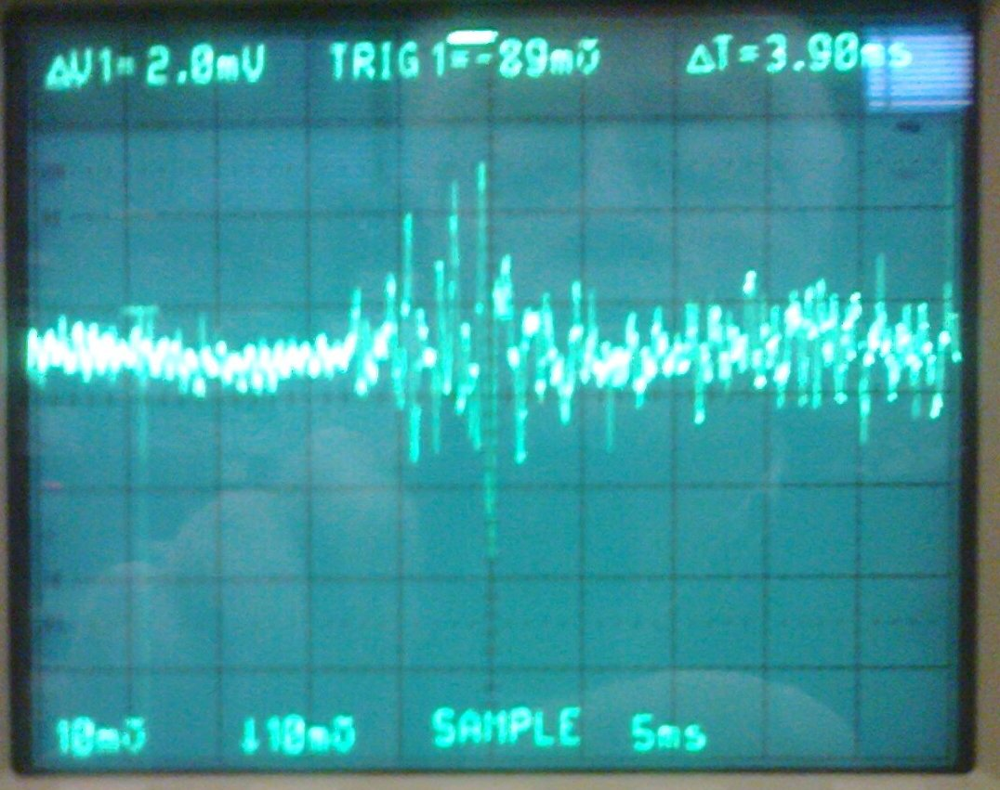 ΔV1=2.0mV TRIG 1=-89mV ΔT=3.90ms
10mV ↓10mV SAMPLE 5ms